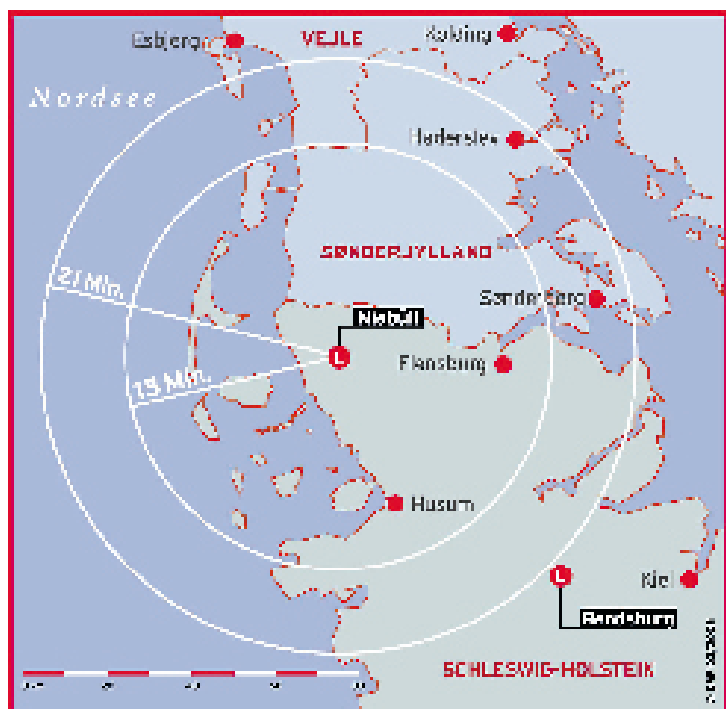 Esbjerg
VEJLE
Kolding
Nordsee
Haderslev
SØNDERJYLLAND
21 Min.
Sønderborg
Niebüll
L
Flensburg
15 Min.
Husum
L
Kiel
Rendsburg
SCHLESWIG-HOLSTEIN